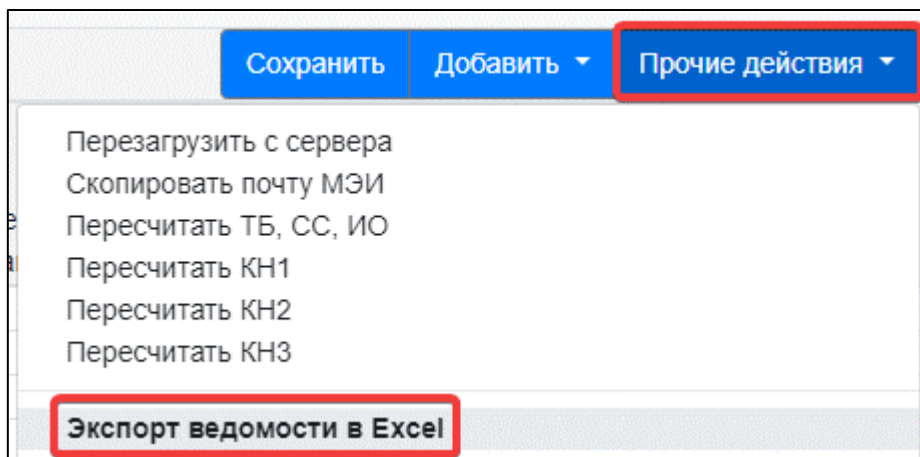 Сохранить Добавить Прочие действия
Перезагрузить с сервера
Скопировать почту МЭИ
Пересчитать ТБ, СС, ИО
Пересчитать КН1
Пересчитать КН2
Пересчитать КН3
Экспорт ведомости в Excel